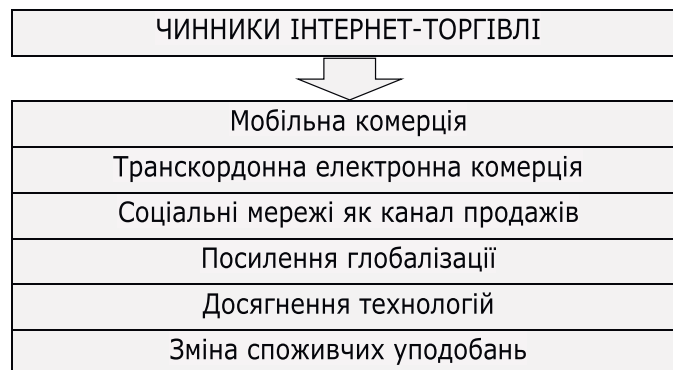 ЧИННИКИ ІНТЕРНЕТ-ТОРГІВЛІ
Мобільна комерція
Транскордонна електронна комерція
Соціальні мережі як канал продажів
Посилення глобалізації
Досягнення технологій
Зміна споживчих уподобань